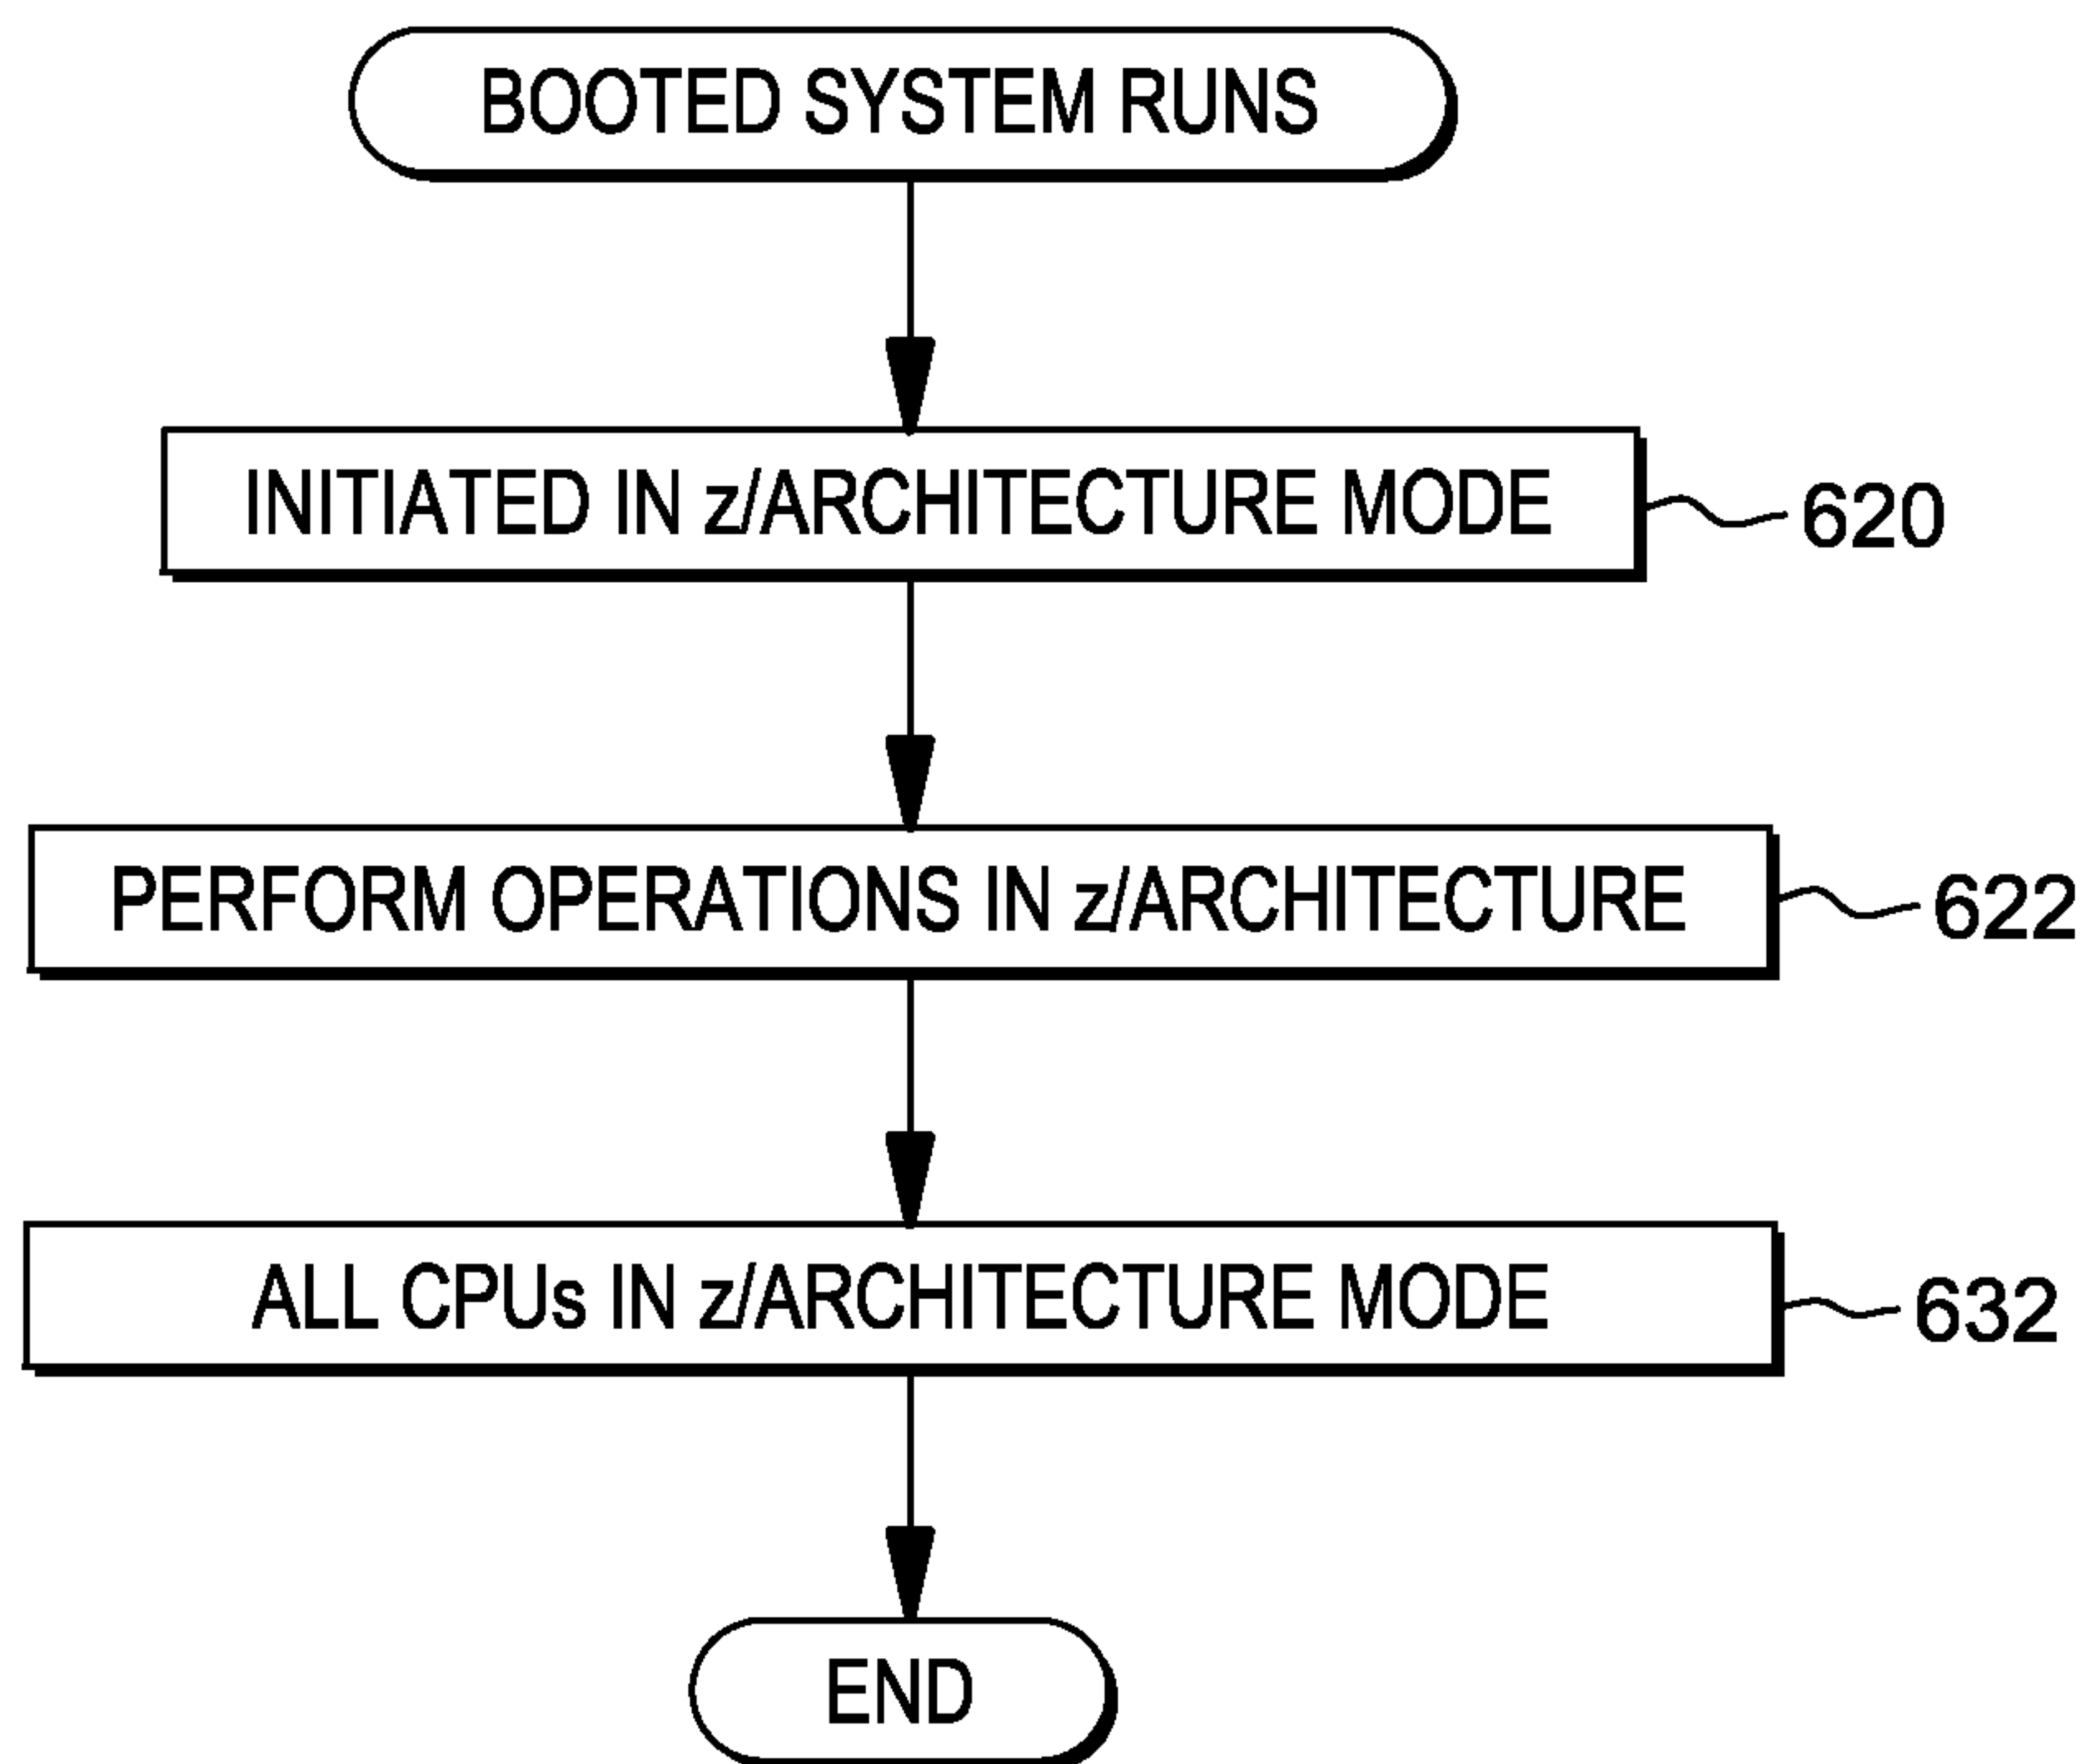 BOOTED SYSTEM RUNS
INITIATED IN z/ARCHITECTURE MODE
620
PERFORM OPERATIONS IN z/ARCHITECTURE
622
ALL CPUs IN z/ARCHITECTURE MODE
632
END